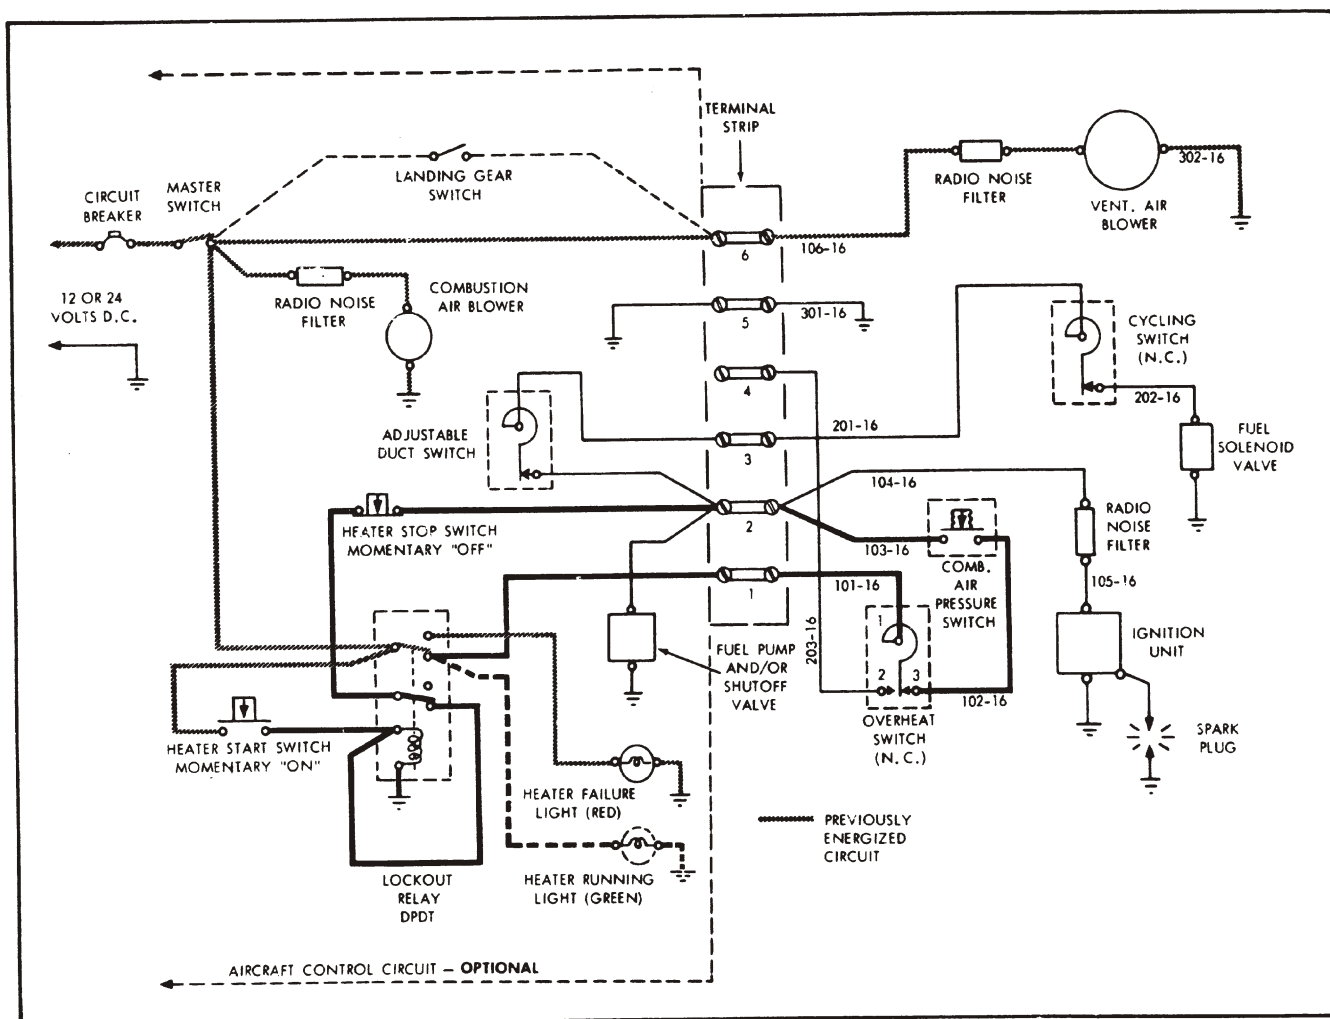 TERMINAL
STRIP
LANDING GEAR
SWITCH
CIRCUIT
BREAKER
MASTER
SWITCH
RADIO NOISE
FILTER
302-16
VENT. AIR
BLOWER
6
106-16
12 OR 24
VOLTS D.C.
RADIO NOISE
FILTER
COMBUSTION
AIR BLOWER
5
301-16
CYCLING
SWITCH
(N.C.)
4
202-16
ADJUSTABLE
DUCT SWITCH
3
201-16
FUEL
SOLENOID
VALVE
104-16
HEATER STOP SWITCH
MOMENTARY "OFF"
2
103-16
RADIO
NOISE
FILTER
COMB.
AIR
PRESSURE
SWITCH
1
101-16
105-16
203-16
1
2
3
102-16
IGNITION
UNIT
FUEL PUMP
AND/OR
SHUTOFF
VALVE
OVERHEAT
SWITCH
(N.C.)
SPARK
PLUG
HEATER START SWITCH
MOMENTARY "ON"
HEATER FAILURE
LIGHT (RED)
PREVIOUSLY
ENERGIZED
CIRCUIT
HEATER RUNNING
LIGHT (GREEN)
LOCKOUT
RELAY
DPDT
AIRCRAFT CONTROL CIRCUIT – OPTIONAL